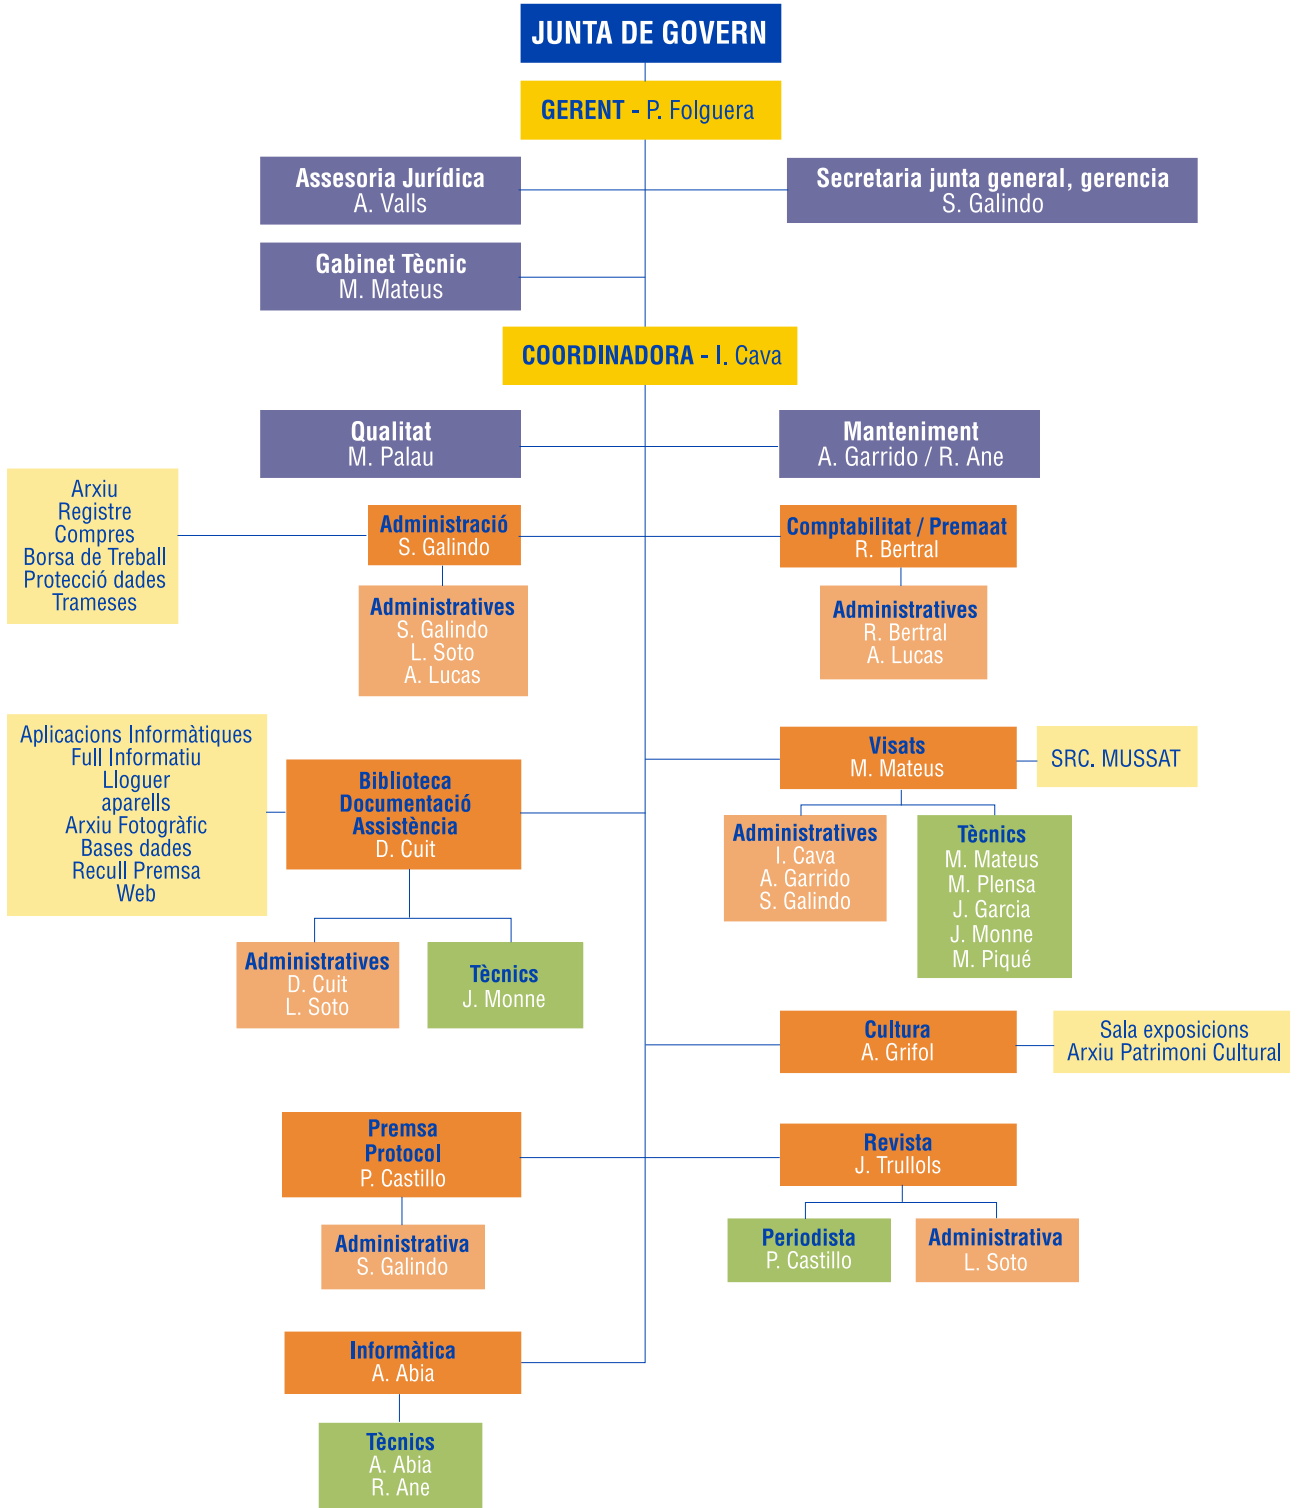 JUNTA DE GOVERN
GERENT - P. Folguera
Assesoria Jurídica
A. Valls
Secretaria junta general, gerencia
S. Galindo
Gabinet Tècnic
M. Mateus
COORDINADORA - I. Cava
Qualitat
M. Palau
Manteniment
A. Garrido / R. Ane
Arxiu
Registre
Compres
Borsa de Treball
Protecció dades
Trameses
Administració
S. Galindo
Comptabilitat / Premaat
R. Bertral
Administratives
S. Galindo
L. Soto
A. Lucas
Administratives
R. Bertral
A. Lucas
Aplicacions Informàtiques
Full Informatiu
Lloguer
aparells
Arxiu Fotogràfic
Bases dades
Recull Premsa
Web
Biblioteca
Documentació
Assistència
D. Cuit
Visats
M. Mateus
SRC. MUSSAT
Administratives
I. Cava
A. Garrido
S. Galindo
Tècnics
M. Mateus
M. Plensa
J. Garcia
J. Monne
M. Piqué
Administratives
D. Cuit
L. Soto
Tècnics
J. Monne
Cultura
A. Grifol
Sala exposicions
Arxiu Patrimoni Cultural
Premsa
Protocol
P. Castillo
Revista
J. Trullols
Administrativa
S. Galindo
Periodista
P. Castillo
Administrativa
L. Soto
Informàtica
A. Abia
Tècnics
A. Abia
R. Ane